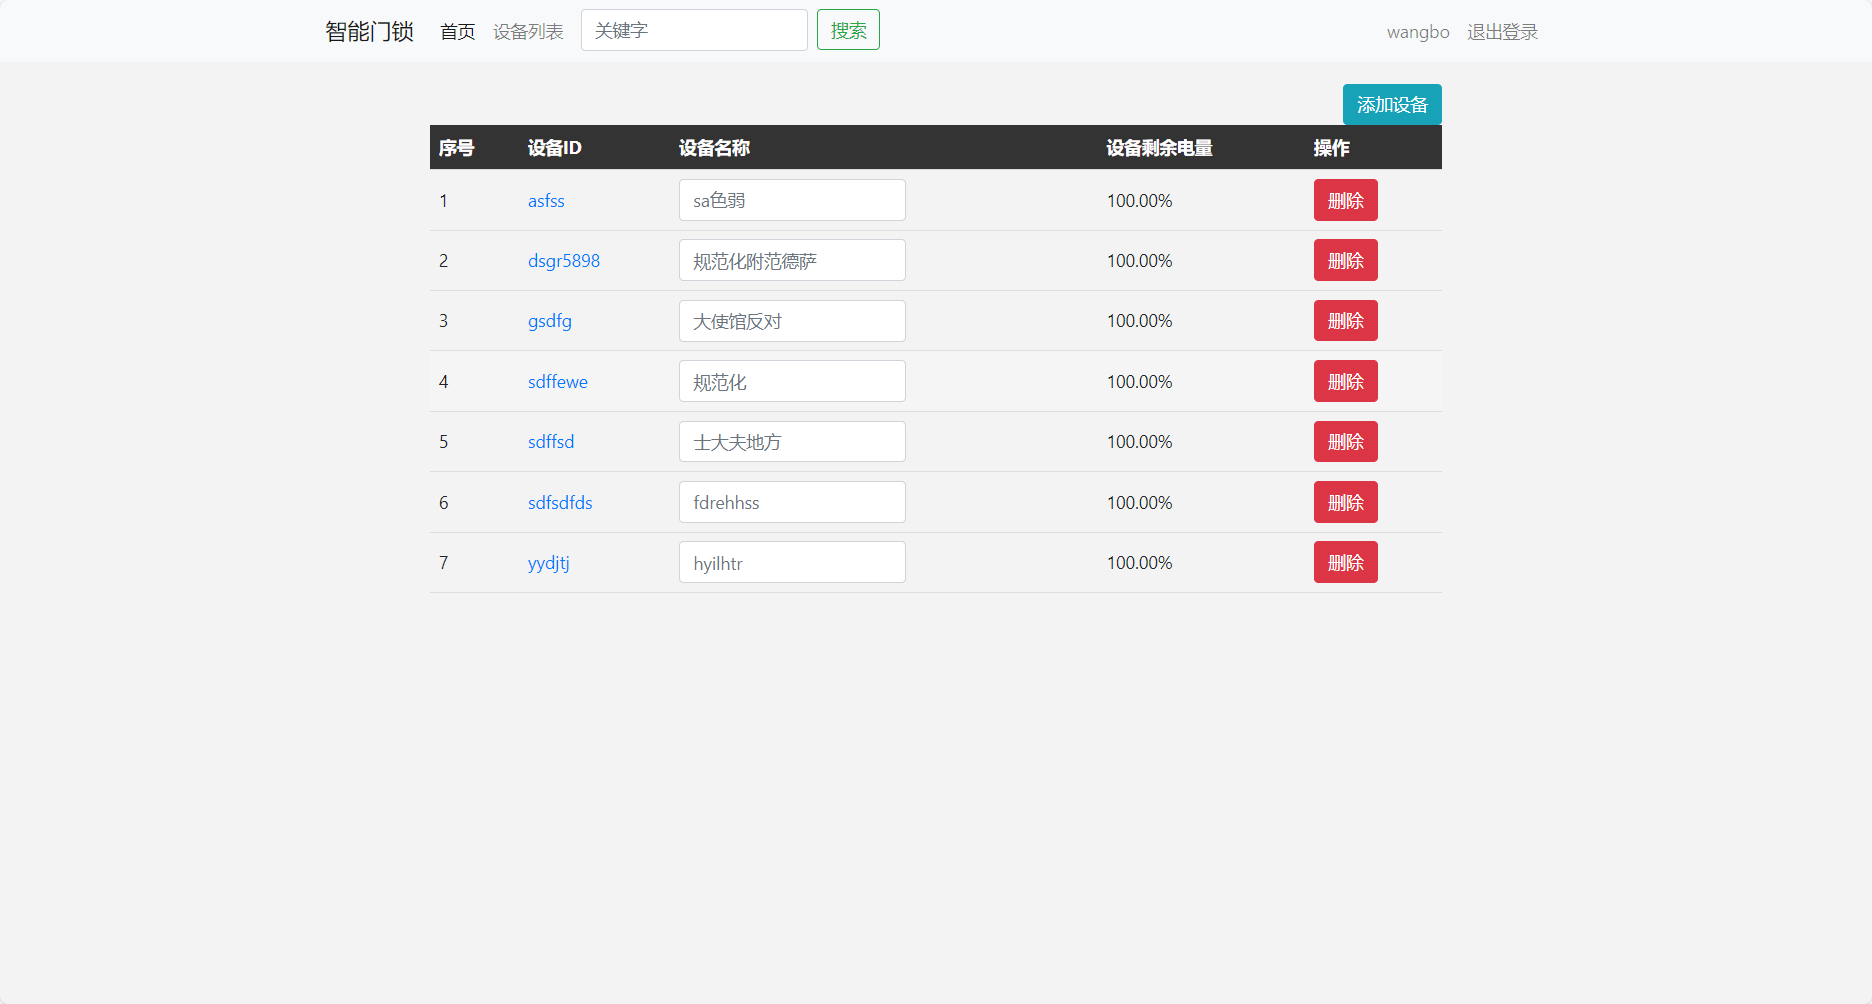 智能门锁 首页 设备列表 关键字 搜索 wangbo 退出登录
添加设备
序号 设备ID 设备名称 设备剩余电量 操作
1 asfss sa色弱 100.00% 删除
2 dsgr5898 规范化附范德萨 100.00% 删除
3 gsdfg 大使馆反对 100.00% 删除
4 sdffewe 规范化 100.00% 删除
5 sdffsd 士大夫地方 100.00% 删除
6 sdfsdfds fdrehhss 100.00% 删除
7 yydjtj hyilhtr 100.00% 删除